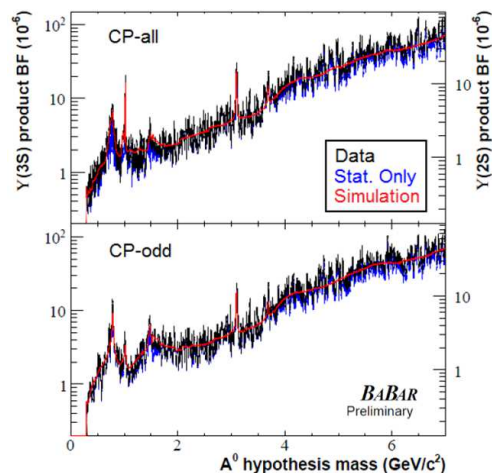 Υ(3S) product BF (10⁻⁶)
Υ(2S) product BF (10⁻⁶)
10²
10
1
CP-all
Data
Stat. Only
Simulation
10
1
10²
10
1
CP-odd
BABAR
Preliminary
10
1
0 2 4 6
A⁰ hypothesis mass (GeV/c²)